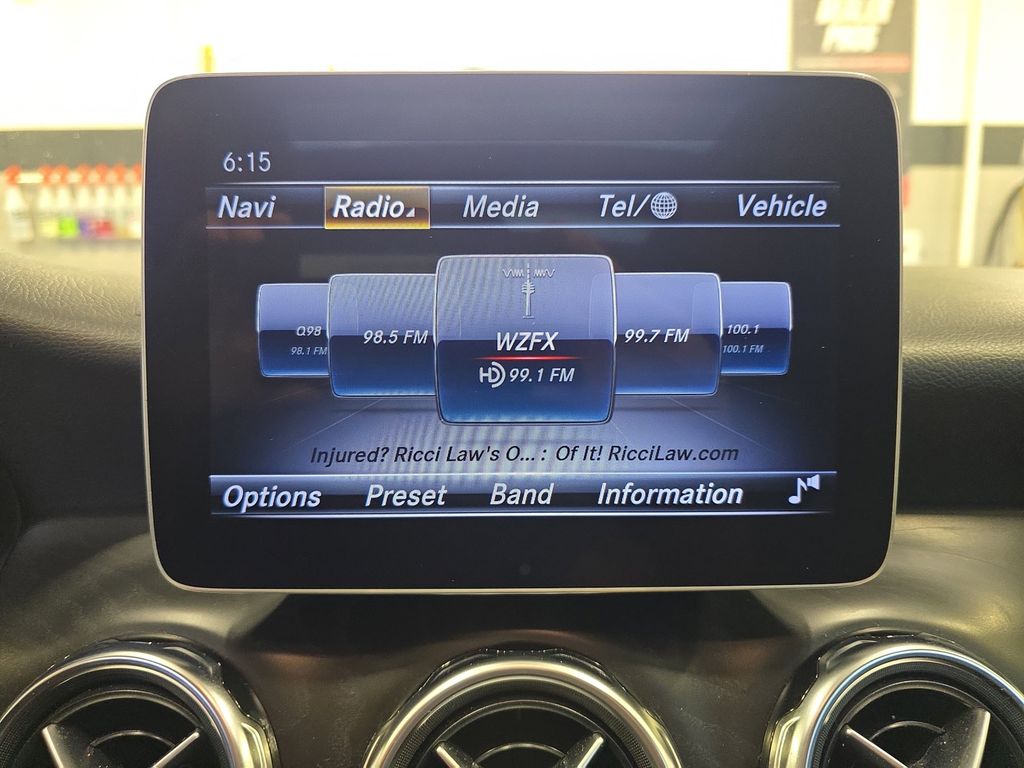 6:15
Navi Radio Media Tel/ Vehicle
Q98 98.1 FM
98.5 FM
WZFX
HD 99.1 FM
99.7 FM
100.1 100.1 FM
Injured? Ricci Law's O... : Of It! RicciLaw.com
Options Preset Band Information